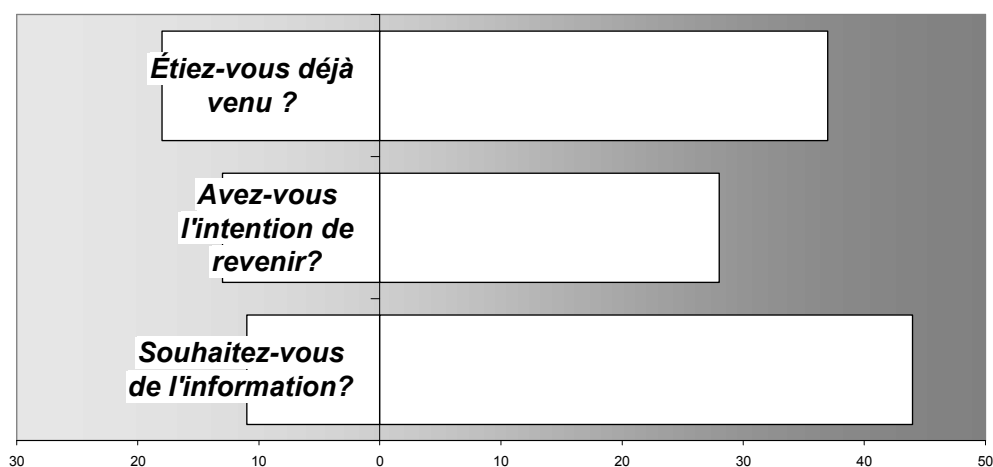 Étiez-vous déjà
venu ?
Avez-vous
l'intention de
revenir?
Souhaitez-vous
de l'information?
30 20 10 0 10 20 30 40 50